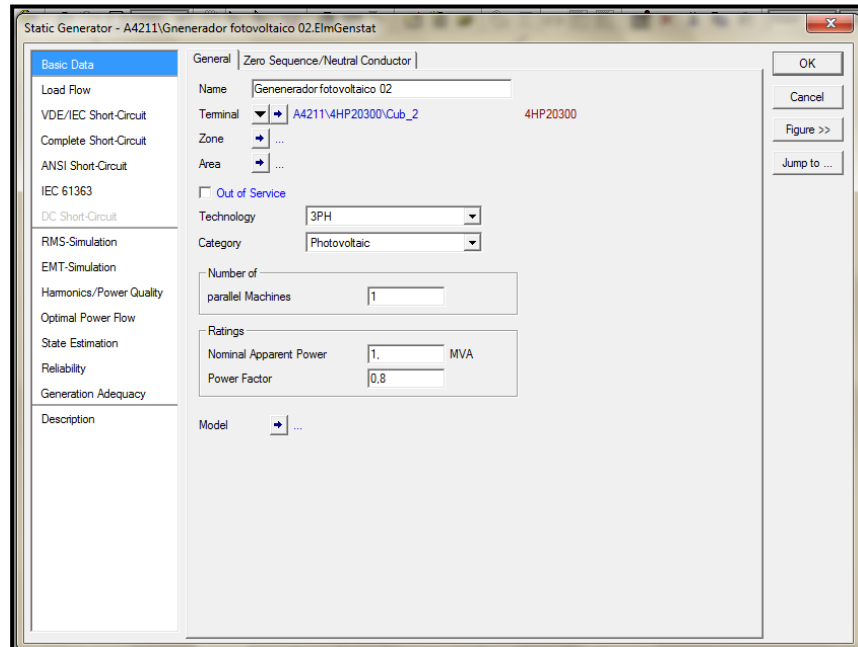 Static Generator - A4211\Gnenerador fotovoltaico 02.ElmGenstat
Basic Data
Load Flow
VDE/IEC Short-Circuit
Complete Short-Circuit
ANSI Short-Circuit
IEC 61363
DC Short-Circuit
RMS-Simulation
EMT-Simulation
Harmonics/Power Quality
Optimal Power Flow
State Estimation
Reliability
Generation Adequacy
Description
General Zero Sequence/Neutral Conductor
Name Genenerador fotovoltaico 02
Terminal A4211\4HP20300\Cub_2 4HP20300
Zone ...
Area ...
Out of Service
Technology 3PH
Category Photovoltaic
Number of
parallel Machines 1
Ratings
Nominal Apparent Power 1, MVA
Power Factor 0,8
Model ...
OK
Cancel
Figure >>
Jump to ...